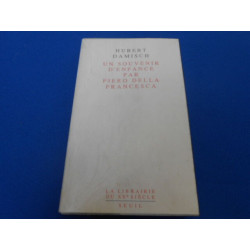 HUBERT
DAMISCH
UN SOUVENIR
D'ENFANCE
PAR
PIERO DELLA
FRANCESCA
LA LIBRAIRIE
DU XXe SIÈCLE
SEUIL